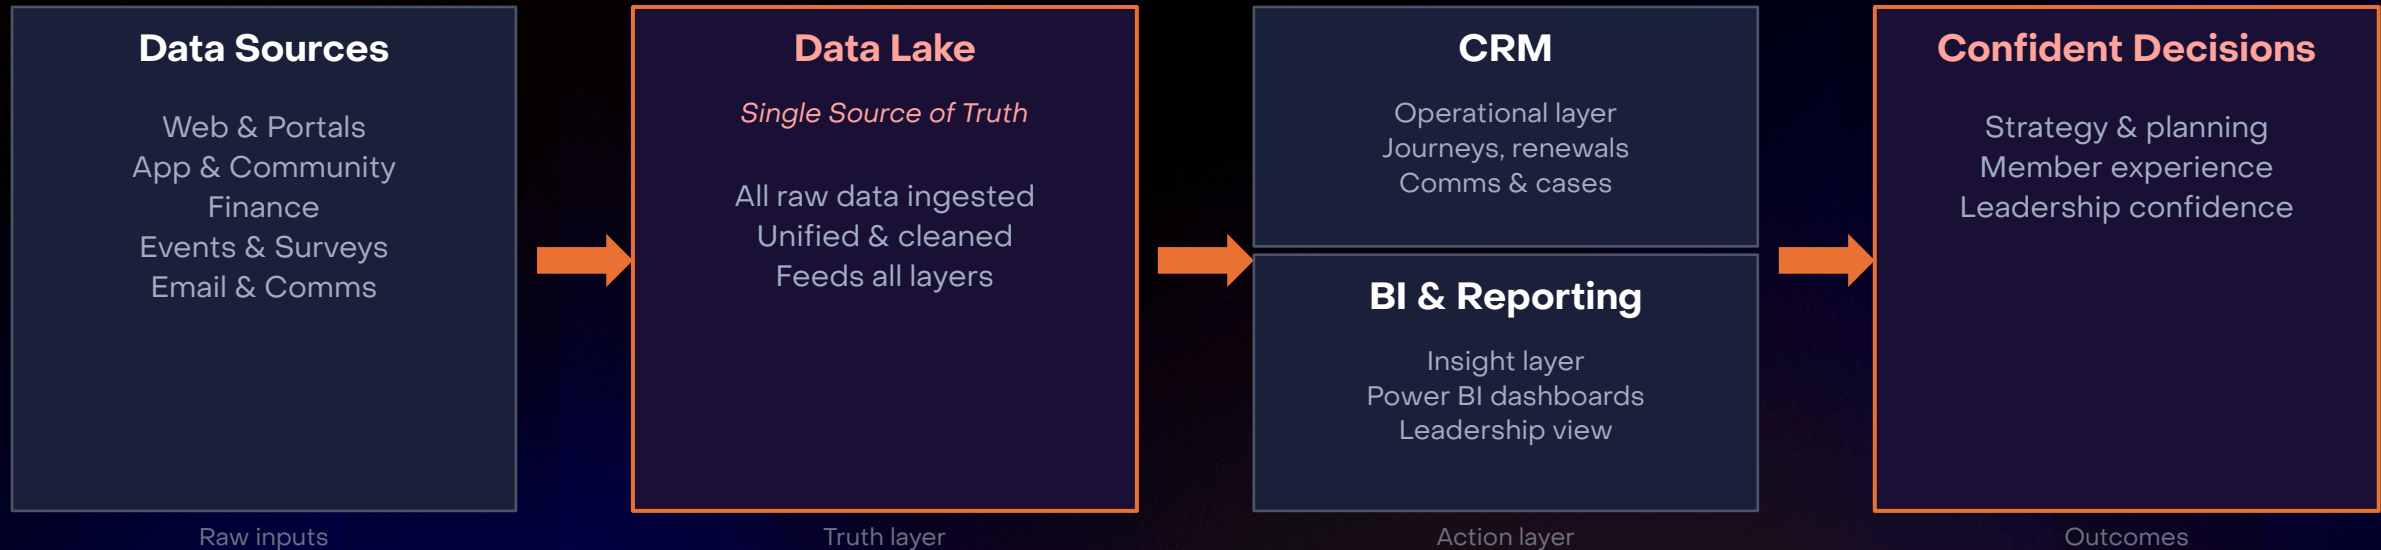 Data Sources
Web & Portals
App & Community
Finance
Events & Surveys
Email & Comms
Raw inputs
Data Lake
Single Source of Truth
All raw data ingested
Unified & cleaned
Feeds all layers
Truth layer
CRM
Operational layer
Journeys, renewals
Comms & cases
BI & Reporting
Insight layer
Power BI dashboards
Leadership view
Action layer
Confident Decisions
Strategy & planning
Member experience
Leadership confidence
Outcomes